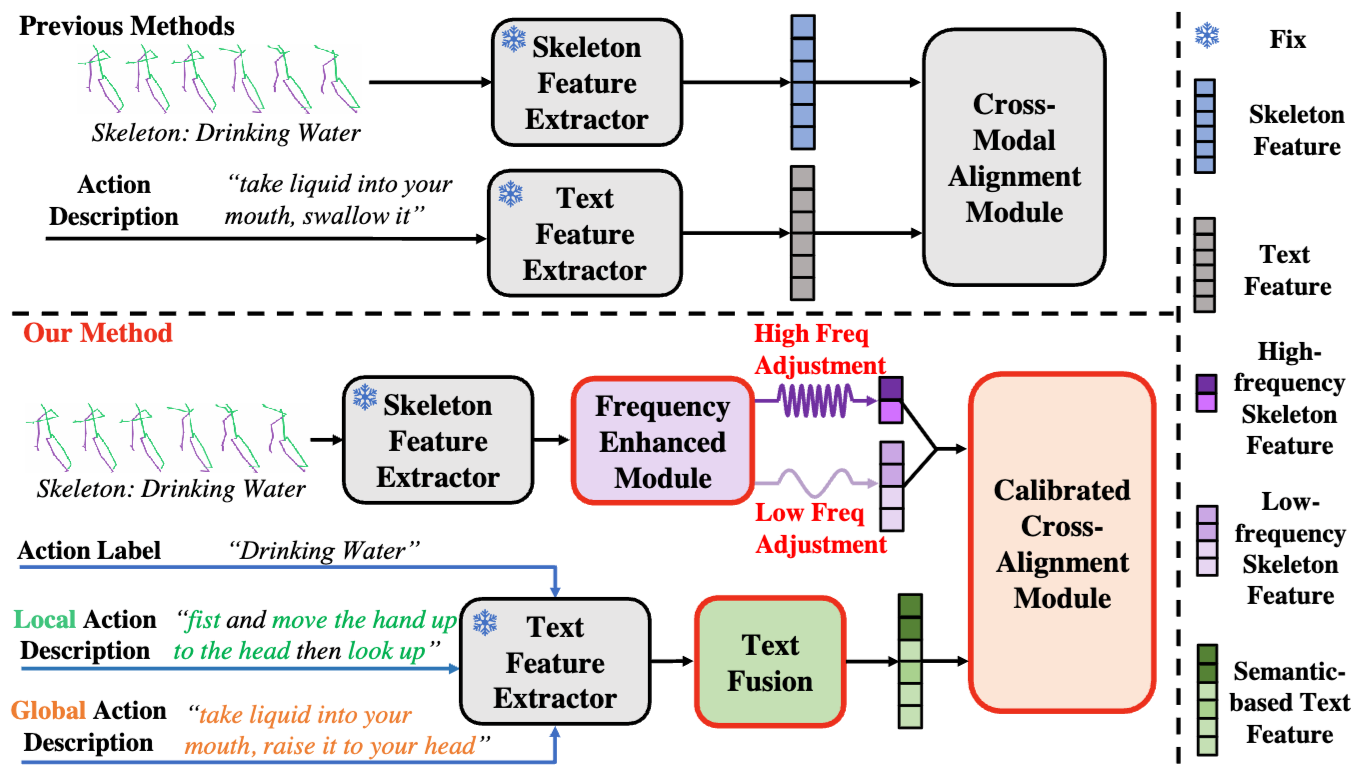 Previous Methods
Skeleton: Drinking Water
Action
Description
“take liquid into your
mouth, swallow it”
Skeleton
Feature
Extractor
Text
Feature
Extractor
Cross-
Modal
Alignment
Module
Our Method
Skeleton: Drinking Water
Skeleton
Feature
Extractor
Frequency
Enhanced
Module
High Freq
Adjustment
Low Freq
Adjustment
Action Label
“Drinking Water”
Local Action
Description
“fist and move the hand up
to the head then look up”
Global Action
Description
“take liquid into your
mouth, raise it to your head”
Text
Feature
Extractor
Text
Fusion
Calibrated
Cross-
Alignment
Module
Fix
Skeleton
Feature
Text
Feature
High-
frequency
Skeleton
Feature
Low-
frequency
Skeleton
Feature
Semantic-
based Text
Feature